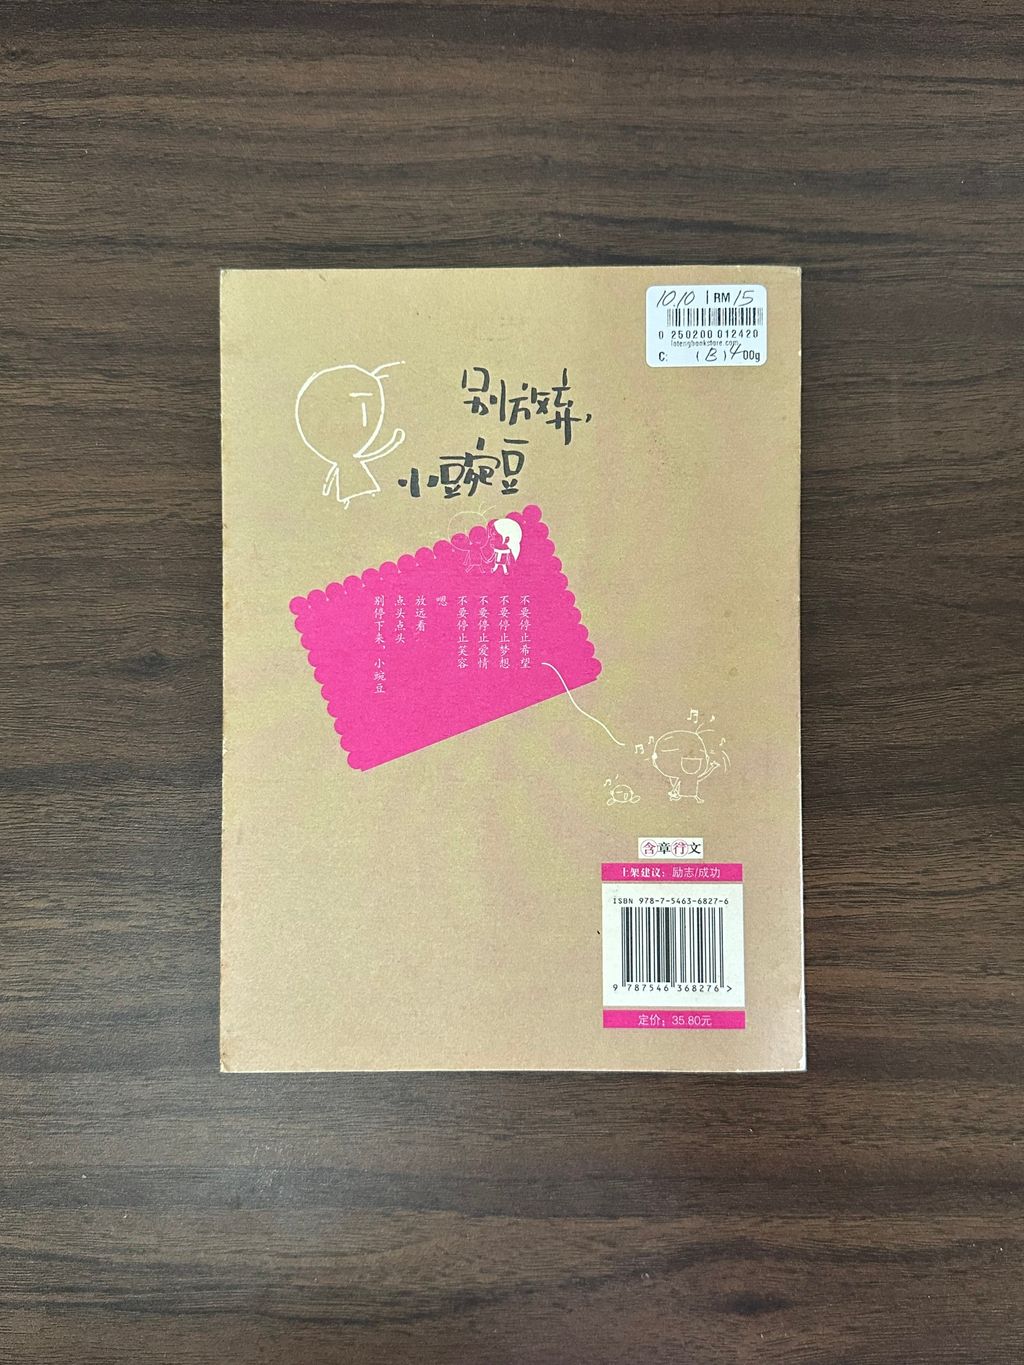 10.10 | RM 15
0 250200 012420
lotengbookstore.com
C: (B) 400g
别放弃，
小豌豆
不要停止希望
不要停止梦想
不要停止爱情
不要停止笑容
嗯
放远看
点头点头
别停下来，小豌豆
含章行文
上架建议：励志/成功
ISBN 978-7-5463-6827-6
9 787546 368276 >
定价：35.80元